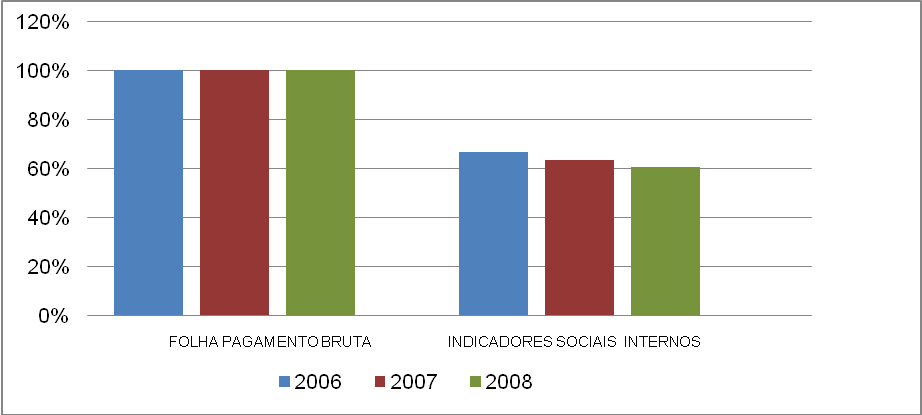 120%
100%
80%
60%
40%
20%
0%
FOLHA PAGAMENTO BRUTA
INDICADORES SOCIAIS INTERNOS
2006 2007 2008